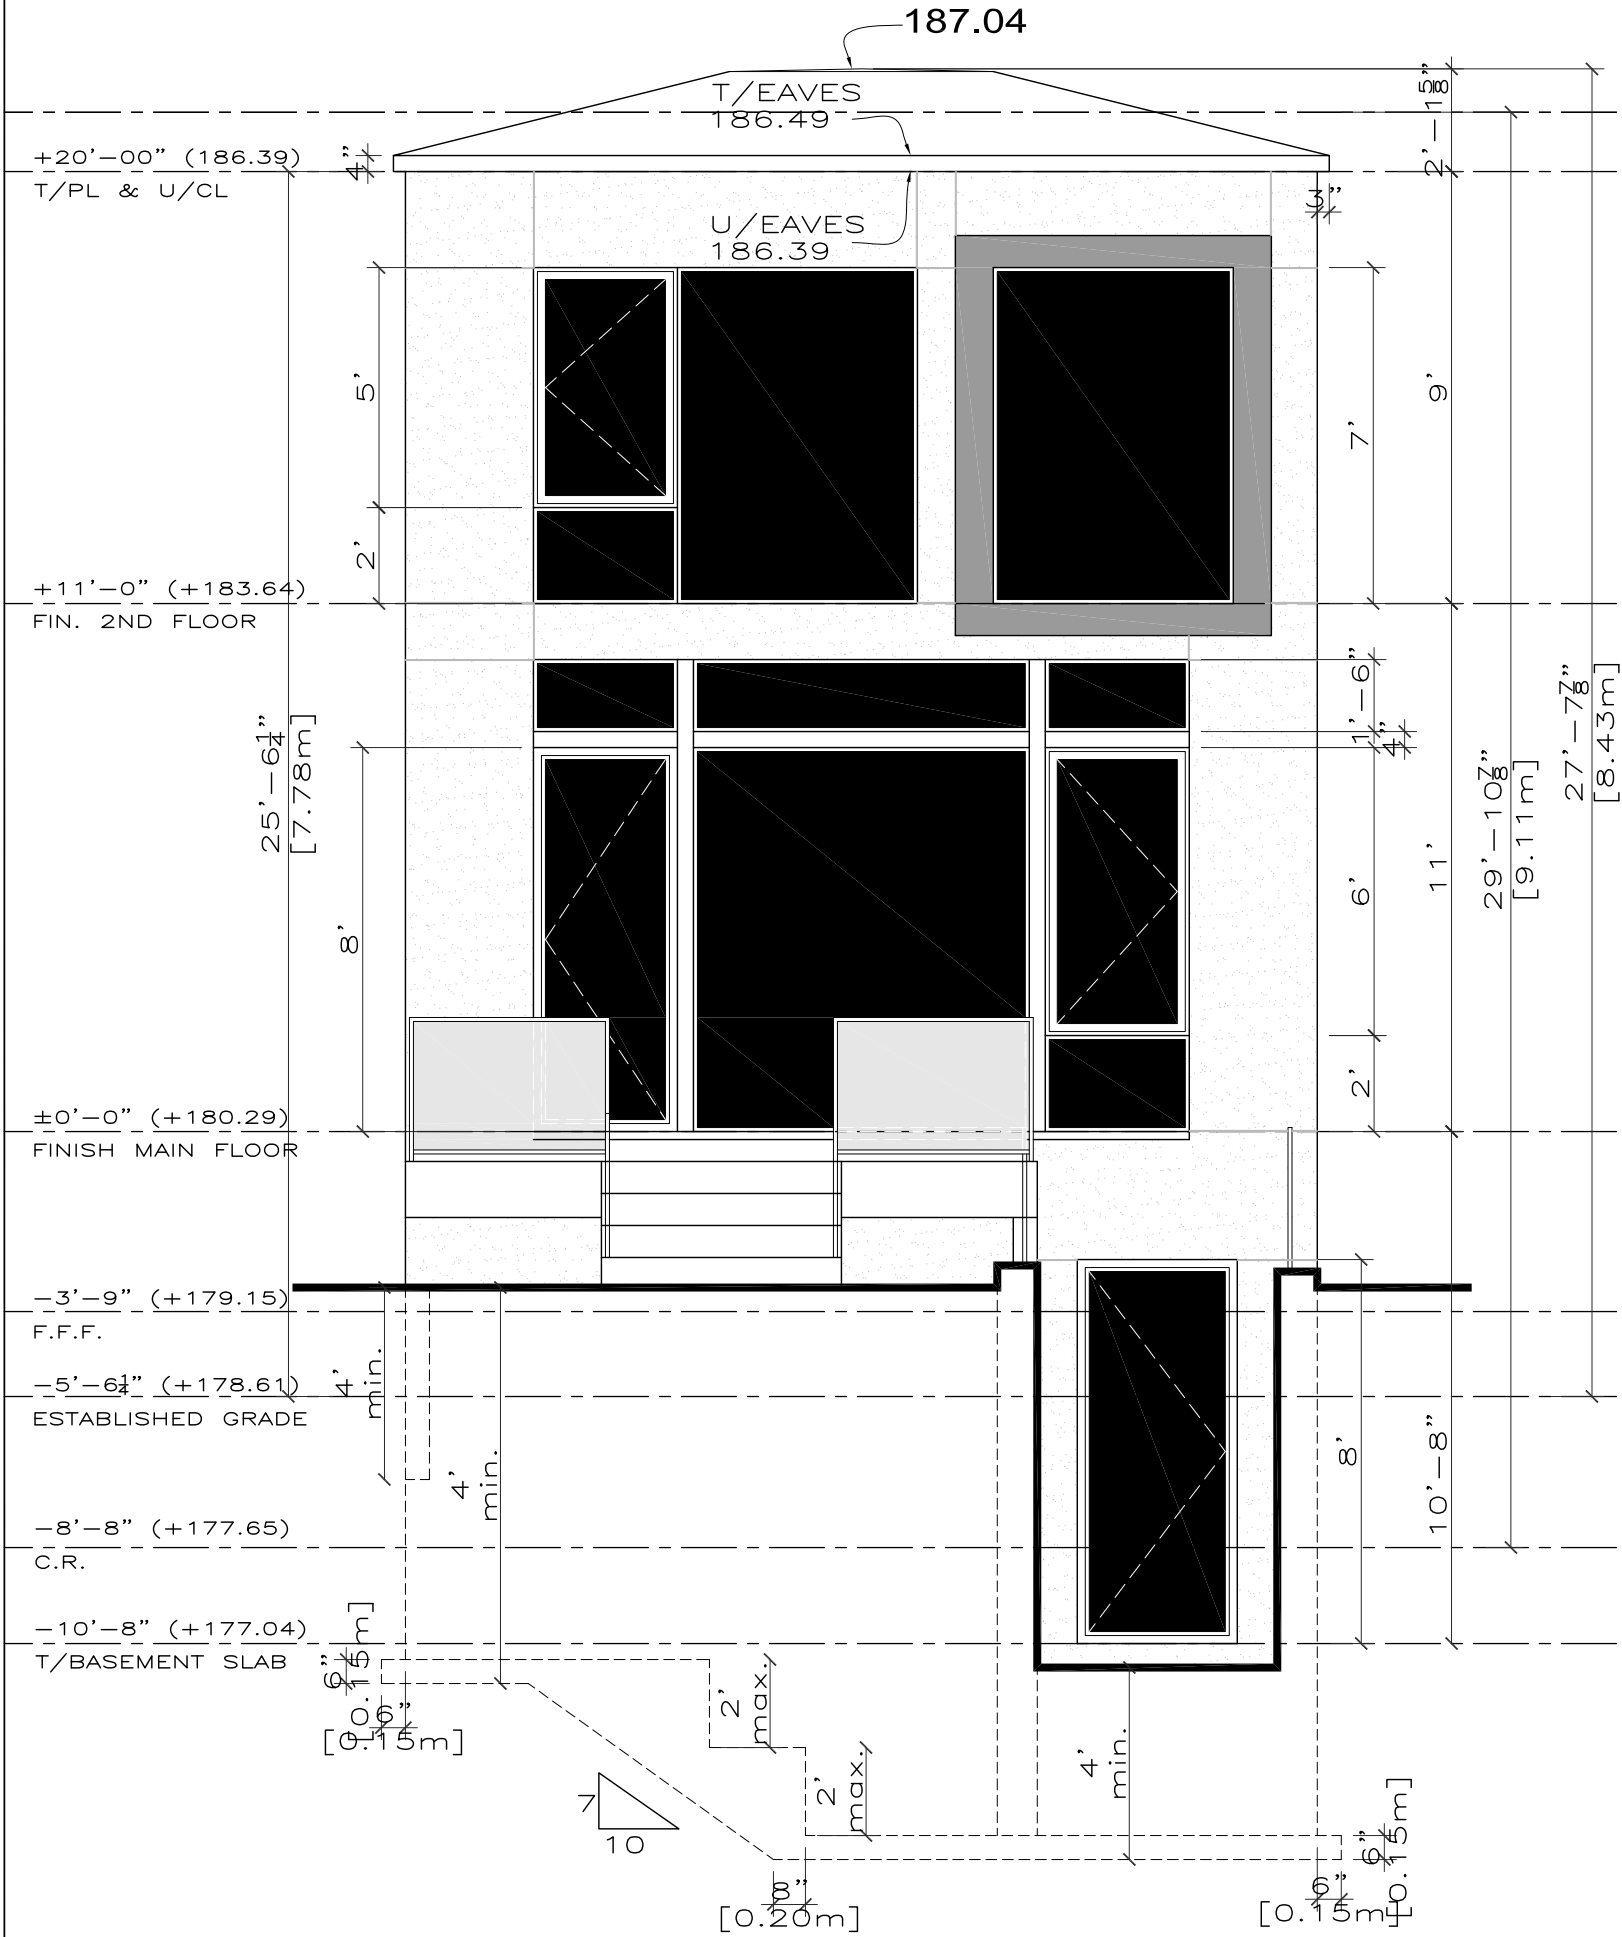 187.04
T/EAVES
186.49
+20'-00" (186.39)
T/PL & U/CL
4"
2'-1⅝"
3"
U/EAVES
186.39
5'
7'
9'
2'
+11'-0" (+183.64)
FIN. 2ND FLOOR
25'-6¼"
[7.78m]
1'-6"
4"
27'-7⅞"
[8.43m]
29'-10⅞"
[9.11m]
11'
6'
8'
2'
±0'-0" (+180.29)
FINISH MAIN FLOOR
-3'-9" (+179.15)
F.F.F.
-5'-6¼" (+178.61)
ESTABLISHED GRADE
4'
min.
4'
min.
8'
10'-8"
-8'-8" (+177.65)
C.R.
-10'-8" (+177.04)
T/BASEMENT SLAB
6"
[0.15m]
6"
[0.15m]
2'
max.
2'
max.
4'
min.
7
10
8"
[0.20m]
6"
[0.15m]
6"
[0.15m]